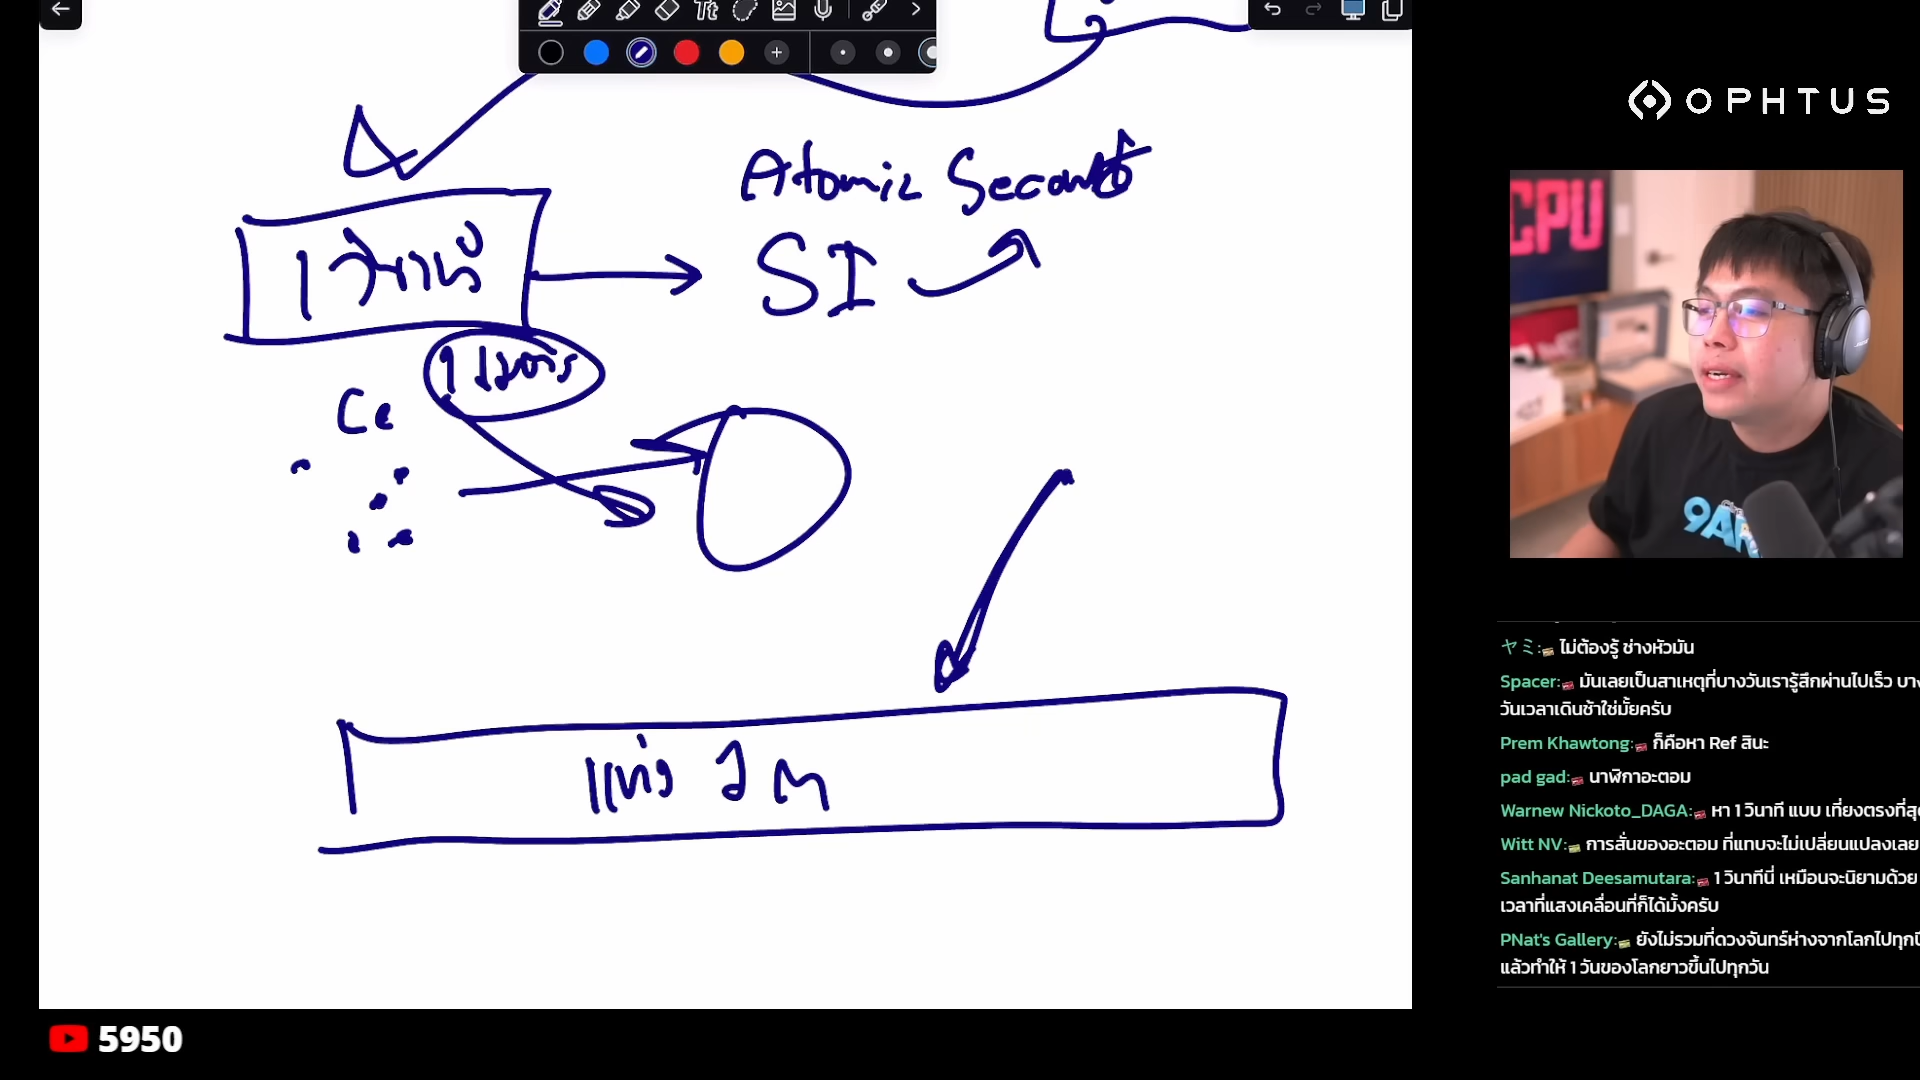 Tt
OPHTUS
CPU
Atomic Second
1 วินาที
SI
1 เมตร
Ce
9AR
แท่ง 1 m
ヤミ: ไม่ต้องรู้ ช่างหัวมัน
Spacer: มันเลยเป็นสาเหตุที่บางวันเรารู้สึกผ่านไปเร็ว บาง
วันเวลาเดินช้าใช่มั้ยครับ
Prem Khawtong: ก็คือหา Ref สินะ
pad gad: นาฬิกาอะตอม
Warnew Nickoto_DAGA: หา 1 วินาที แบบ เที่ยงตรงที่สุด
Witt NV: การสั่นของอะตอม ที่แทบจะไม่เปลี่ยนแปลงเลย
Sanhanat Deesamutara: 1 วินาทีนี่ เหมือนจะนิยามด้วย
เวลาที่แสงเคลื่อนที่ก็ได้มั้งครับ
PNat's Gallery: ยังไม่รวมที่ดวงจันทร์ห่างจากโลกไปทุกปี
แล้วทำให้ 1 วันของโลกยาวขึ้นไปทุกวัน
5950